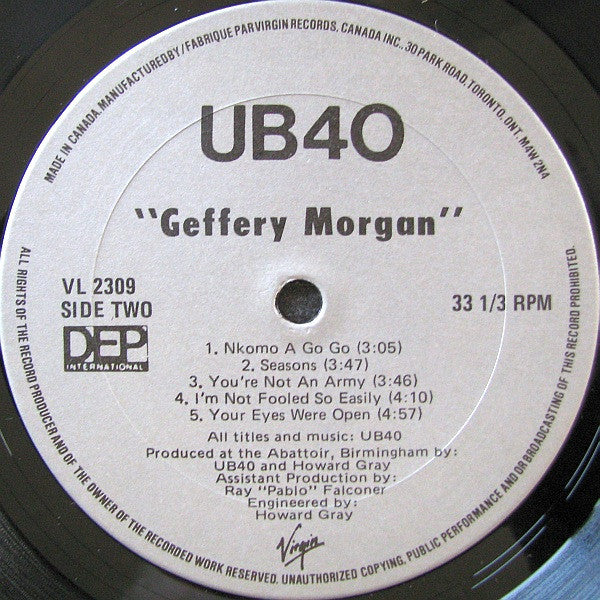 MADE IN CANADA. MANUFACTURED BY / FABRIQUE PAR VIRGIN RECORDS, CANADA INC., 30 PARK ROAD, TORONTO, ONT. M4W 2N4
UB40
"Geffery Morgan"
VL 2309
SIDE TWO
33 1/3 RPM
DEP
INTERNATIONAL
1. Nkomo A Go Go (3:05)
2. Seasons (3:47)
3. You're Not An Army (3:46)
4. I'm Not Fooled So Easily (4:10)
5. Your Eyes Were Open (4:57)
All titles and music: UB40
Produced at the Abattoir, Birmingham by:
UB40 and Howard Gray
Assistant Production by:
Ray "Pablo" Falconer
Engineered by:
Howard Gray
Virgin
ALL RIGHTS OF THE RECORD PRODUCER AND OF THE OWNER OF THE RECORDED WORK RESERVED. UNAUTHORIZED COPYING, PUBLIC PERFORMANCE AND/OR BROADCASTING OF THIS RECORD PROHIBITED.